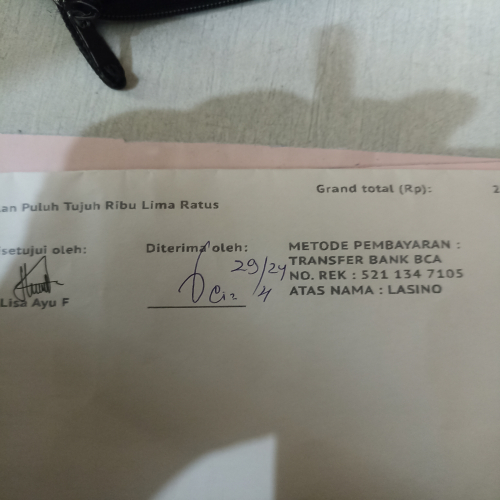 Grand total (Rp): 2
an Puluh Tujuh Ribu Lima Ratus
setujui oleh:
Lisa Ayu F
Diterima oleh:
29/24
4
METODE PEMBAYARAN :
TRANSFER BANK BCA
NO. REK : 521 134 7105
ATAS NAMA : LASINO